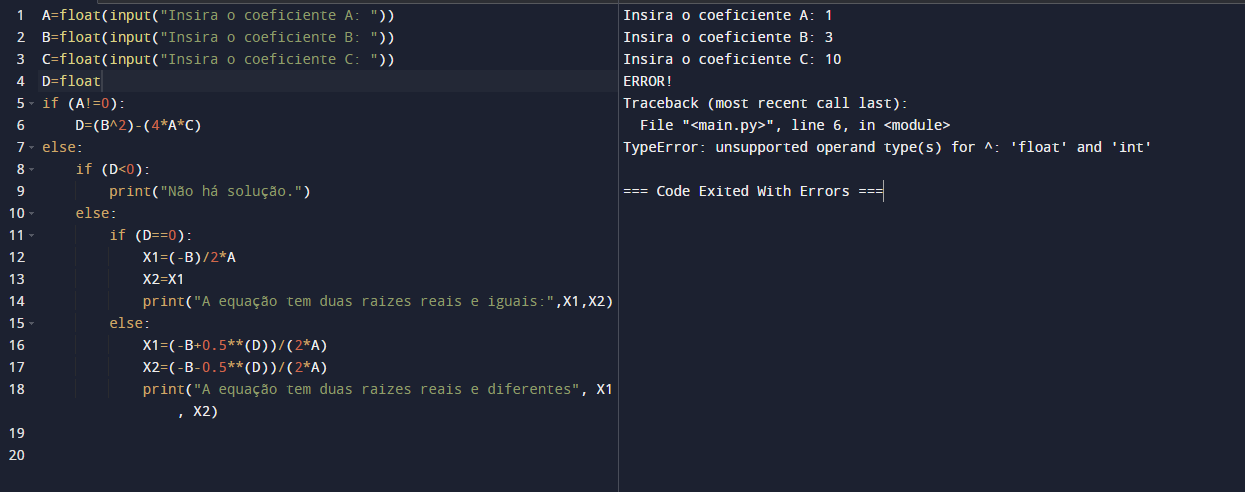 1 A=float(input("Insira o coeficiente A: "))
2 B=float(input("Insira o coeficiente B: "))
3 C=float(input("Insira o coeficiente C: "))
4 D=float
5 if (A!=0):
6     D=(B^2)-(4*A*C)
7 else:
8     if (D<0):
9         print("Não há solução.")
10     else:
11         if (D==0):
12             X1=(-B)/2*A
13             X2=X1
14             print("A equação tem duas raizes reais e iguais:",X1,X2)
15         else:
16             X1=(-B+0.5**(D))/(2*A)
17             X2=(-B-0.5**(D))/(2*A)
18             print("A equação tem duas raizes reais e diferentes", X1
                , X2)
19
20
Insira o coeficiente A: 1
Insira o coeficiente B: 3
Insira o coeficiente C: 10
ERROR!
Traceback (most recent call last):
  File "<main.py>", line 6, in <module>
TypeError: unsupported operand type(s) for ^: 'float' and 'int'
=== Code Exited With Errors ===